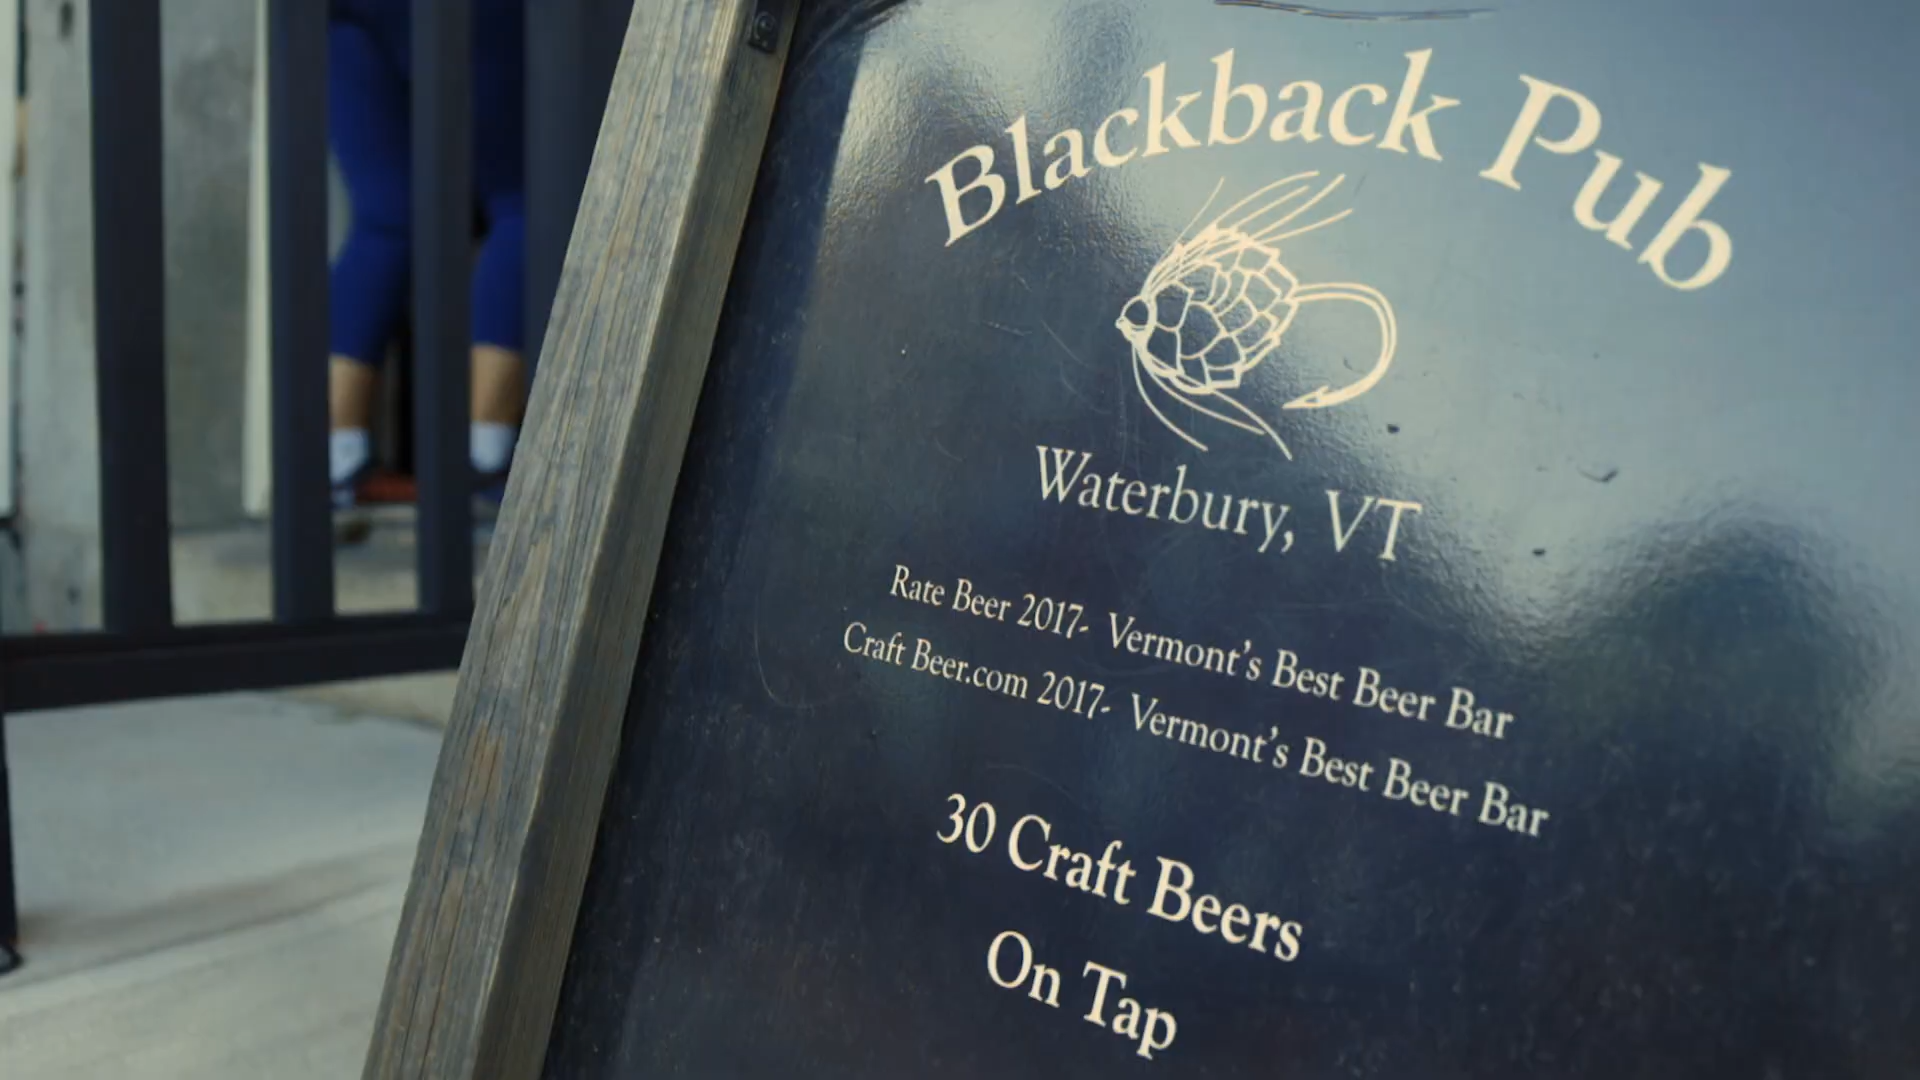 Blackback Pub
Waterbury, VT
Rate Beer 2017- Vermont's Best Beer Bar
Craft Beer.com 2017- Vermont's Best Beer Bar
30 Craft Beers
On Tap